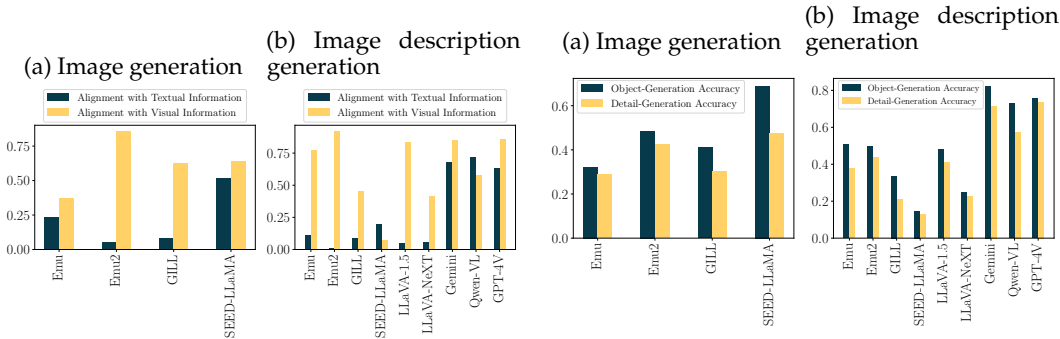 (a) Image generation
Alignment with Textual Information
Alignment with Visual Information
0.75
0.50
0.25
0.00
Emu
Emu2
GILL
SEED-LLaMA
(b) Image description
generation
Alignment with Textual Information
Alignment with Visual Information
0.75
0.50
0.25
0.00
Emu
Emu2
GILL
SEED-LLaMA
LLaVA-1.5
LLaVA-NeXT
Gemini
Qwen-VL
GPT-4V
(a) Image generation
Object-Generation Accuracy
Detail-Generation Accuracy
0.6
0.4
0.2
0.0
Emu
Emu2
GILL
SEED-LLaMA
(b) Image description
generation
Object-Generation Accuracy
Detail-Generation Accuracy
0.8
0.6
0.4
0.2
0.0
Emu
Emu2
GILL
SEED-LLaMA
LLaVA-1.5
LLaVA-NeXT
Gemini
Qwen-VL
GPT-4V